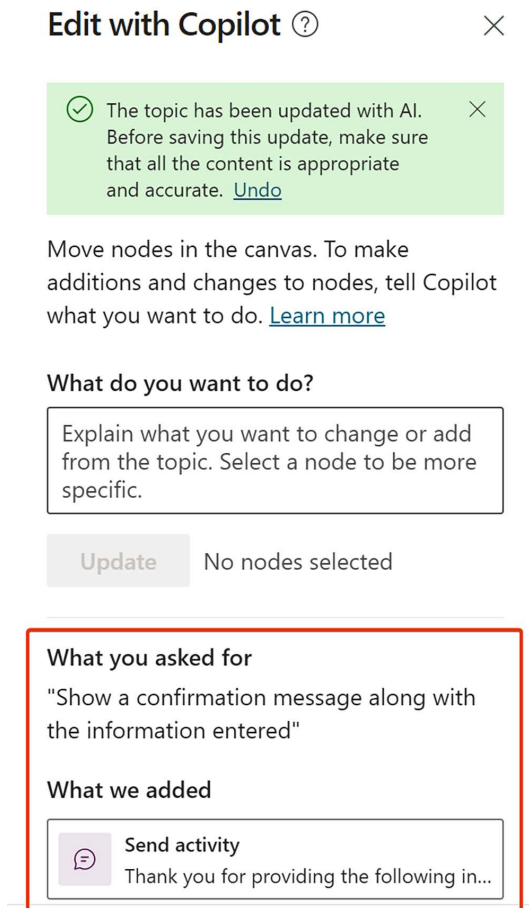 Edit with Copilot
The topic has been updated with AI.
Before saving this update, make sure
that all the content is appropriate
and accurate. Undo
Move nodes in the canvas. To make
additions and changes to nodes, tell Copilot
what you want to do. Learn more
What do you want to do?
Explain what you want to change or add
from the topic. Select a node to be more
specific.
Update No nodes selected
What you asked for
"Show a confirmation message along with
the information entered"
What we added
Send activity
Thank you for providing the following in...